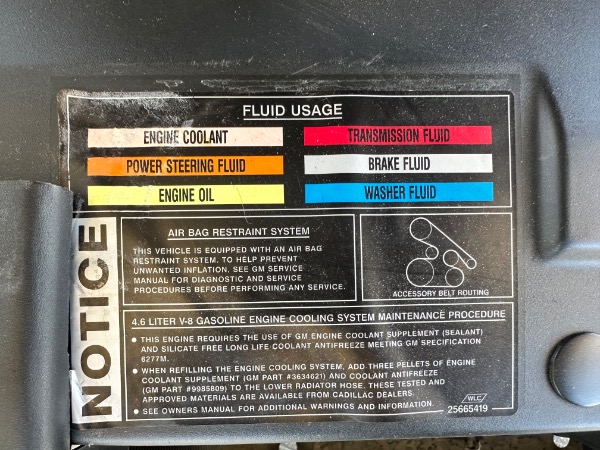 FLUID USAGE
ENGINE COOLANT
TRANSMISSION FLUID
POWER STEERING FLUID
BRAKE FLUID
ENGINE OIL
WASHER FLUID
NOTICE
AIR BAG RESTRAINT SYSTEM
THIS VEHICLE IS EQUIPPED WITH AN AIR BAG
RESTRAINT SYSTEM. TO HELP PREVENT
UNWANTED INFLATION. SEE GM SERVICE
MANUAL FOR DIAGNOSTIC AND SERVICE
PROCEDURES BEFORE PERFORMING ANY SERVICE.
ACCESSORY BELT ROUTING
4.6 LITER V-8 GASOLINE ENGINE COOLING SYSTEM MAINTENANCE PROCEDURE
• THIS ENGINE REQUIRES THE USE OF GM ENGINE COOLANT SUPPLEMENT (SEALANT)
AND SILICATE FREE LONG LIFE COOLANT ANTIFREEZE MEETING GM SPECIFICATION
6277M.
• WHEN REFILLING THE ENGINE COOLING SYSTEM, ADD THREE PELLETS OF ENGINE
COOLANT SUPPLEMENT (GM PART #3634621) AND COOLANT ANTIFREEZE
(GM PART #9985809) TO THE LOWER RADIATOR HOSE. THESE TESTED AND
APPROVED MATERIALS ARE AVAILABLE FROM CADILLAC DEALERS.
• SEE OWNERS MANUAL FOR ADDITIONAL WARNINGS AND INFORMATION.
WLC
25665419